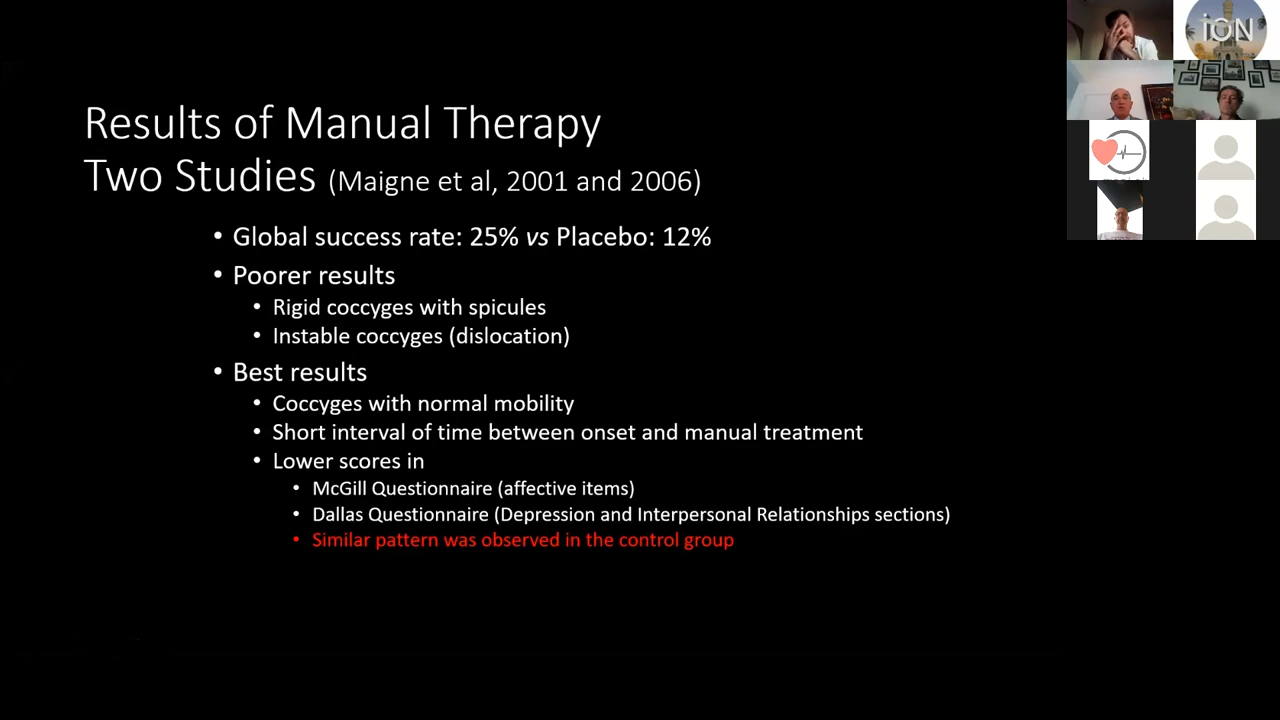 Results of Manual Therapy
Two Studies (Maigne et al, 2001 and 2006)
• Global success rate: 25% vs Placebo: 12%
• Poorer results
• Rigid coccyges with spicules
• Instable coccyges (dislocation)
• Best results
• Coccyges with normal mobility
• Short interval of time between onset and manual treatment
• Lower scores in
• McGill Questionnaire (affective items)
• Dallas Questionnaire (Depression and Interpersonal Relationships sections)
• Similar pattern was observed in the control group
iON